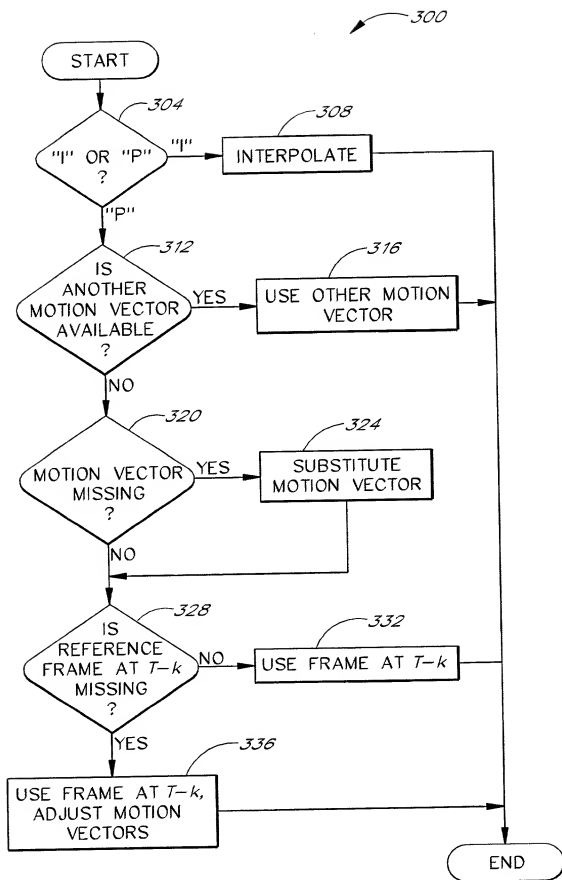 300
START
304
"I" OR "P"
?
"I"
308
INTERPOLATE
"P"
312
IS
ANOTHER
MOTION VECTOR
AVAILABLE
?
YES
316
USE OTHER MOTION
VECTOR
NO
320
MOTION VECTOR
MISSING
?
YES
324
SUBSTITUTE
MOTION VECTOR
NO
328
IS
REFERENCE
FRAME AT T-k
MISSING
?
NO
332
USE FRAME AT T-k
YES
336
USE FRAME AT T-k,
ADJUST MOTION
VECTORS
END